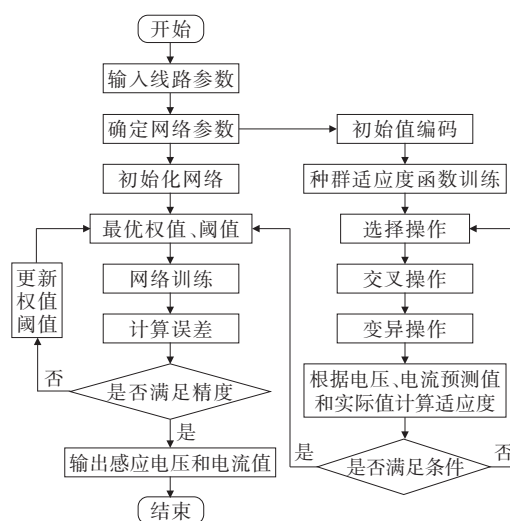 开始
输入线路参数
确定网络参数
初始值编码
初始化网络
种群适应度函数训练
最优权值、阈值
选择操作
更新
权值
阈值
网络训练
交叉操作
计算误差
变异操作
否
是否满足精度
根据电压、电流预测值
和实际值计算适应度
是
输出感应电压和电流值
是
是否满足条件
否
结束